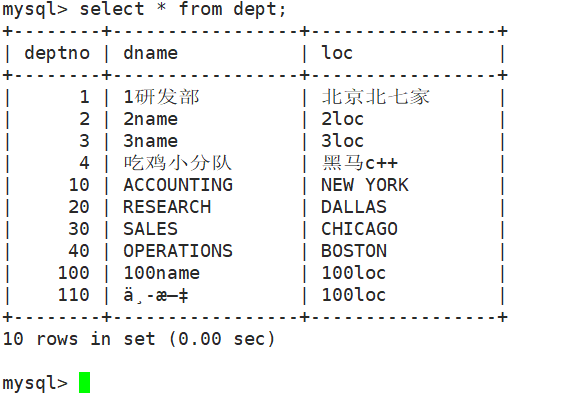 mysql> select * from dept;
+--------+-----------------+-----------------+
| deptno | dname           | loc             |
+--------+-----------------+-----------------+
|      1 | 1研发部         | 北京北七家      |
|      2 | 2name           | 2loc            |
|      3 | 3name           | 3loc            |
|      4 | 吃鸡小分队      | 黑马c++         |
|     10 | ACCOUNTING      | NEW YORK        |
|     20 | RESEARCH        | DALLAS          |
|     30 | SALES           | CHICAGO         |
|     40 | OPERATIONS      | BOSTON          |
|    100 | 100name         | 100loc          |
|    110 | ä¸-æ–‡          | 100loc          |
+--------+-----------------+-----------------+
10 rows in set (0.00 sec)
mysql>